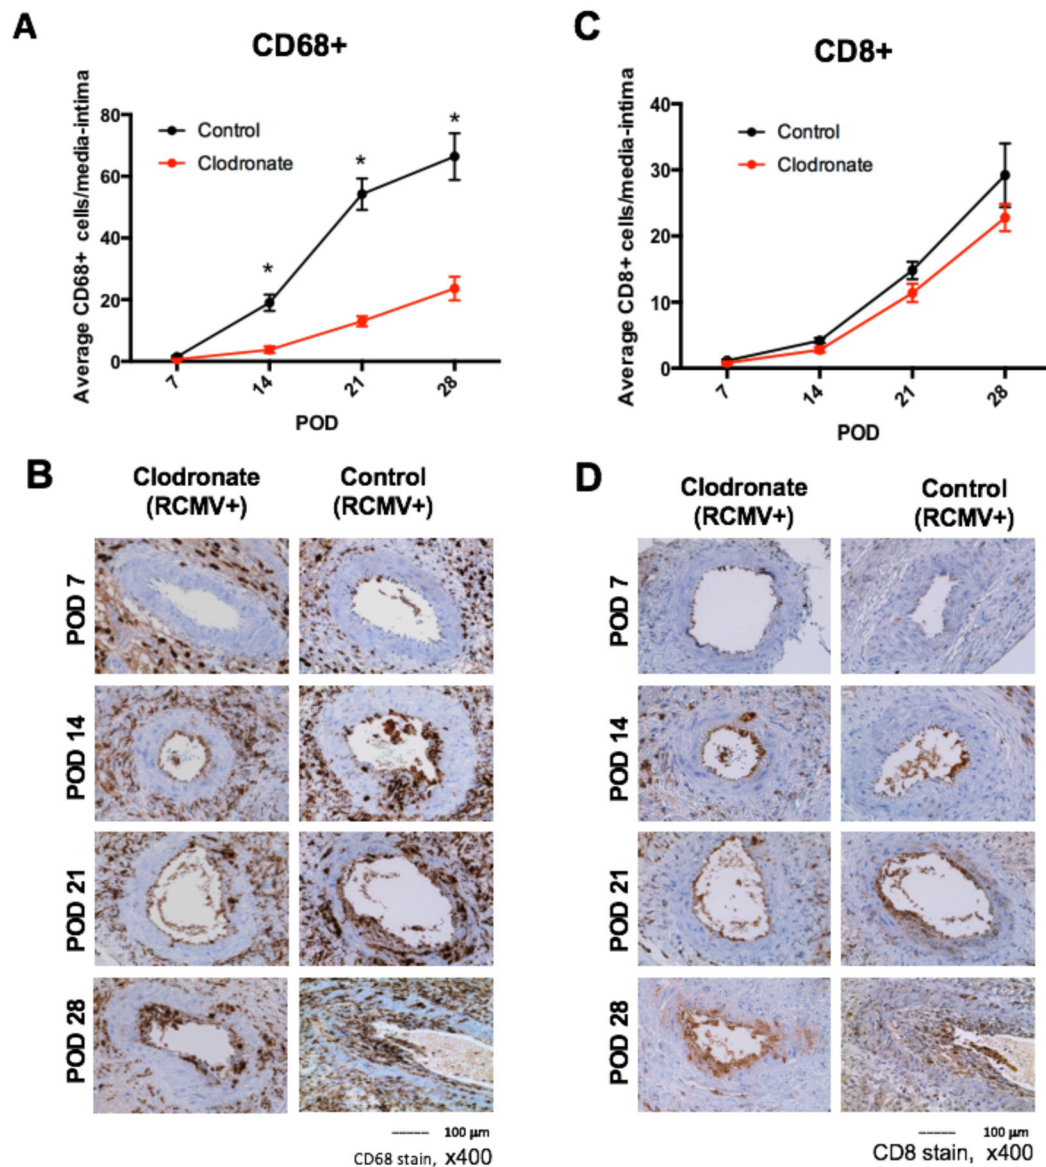 A
CD68+
Average CD68+ cells/media-intima
80
60
40
20
0
Control
Clodronate
*
*
*
7
14
21
28
POD
C
CD8+
Average CD8+ cells/media-intima
40
30
20
10
0
Control
Clodronate
7
14
21
28
POD
B
Clodronate
(RCMV+)
Control
(RCMV+)
POD 7
POD 14
POD 21
POD 28
100 µm
CD68 stain, x400
D
Clodronate
(RCMV+)
Control
(RCMV+)
POD 7
POD 14
POD 21
POD 28
100 µm
CD8 stain, x400